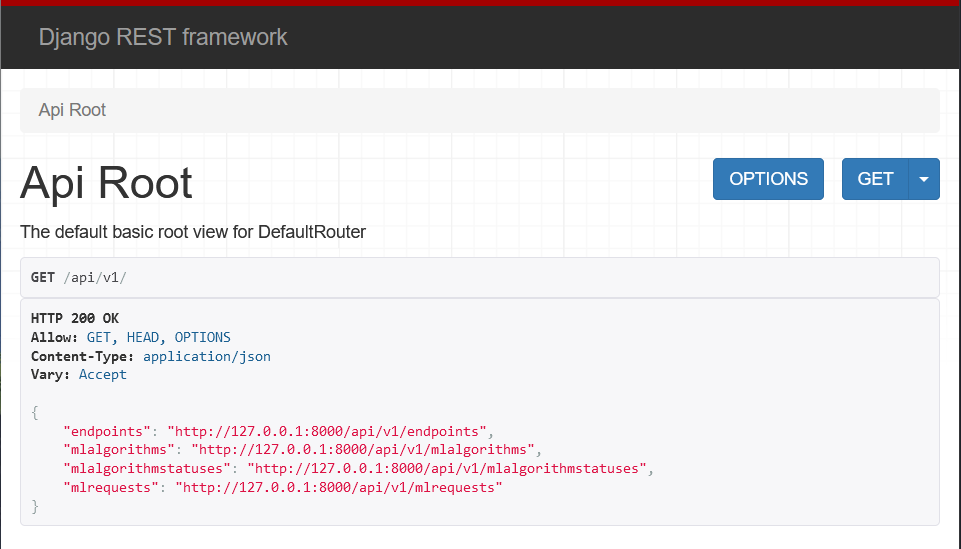 Django REST framework
Api Root
Api Root
OPTIONS
GET
The default basic root view for DefaultRouter
GET /api/v1/
HTTP 200 OK
Allow: GET, HEAD, OPTIONS
Content-Type: application/json
Vary: Accept
{
    "endpoints": "http://127.0.0.1:8000/api/v1/endpoints",
    "mlalgorithms": "http://127.0.0.1:8000/api/v1/mlalgorithms",
    "mlalgorithmstatuses": "http://127.0.0.1:8000/api/v1/mlalgorithmstatuses",
    "mlrequests": "http://127.0.0.1:8000/api/v1/mlrequests"
}